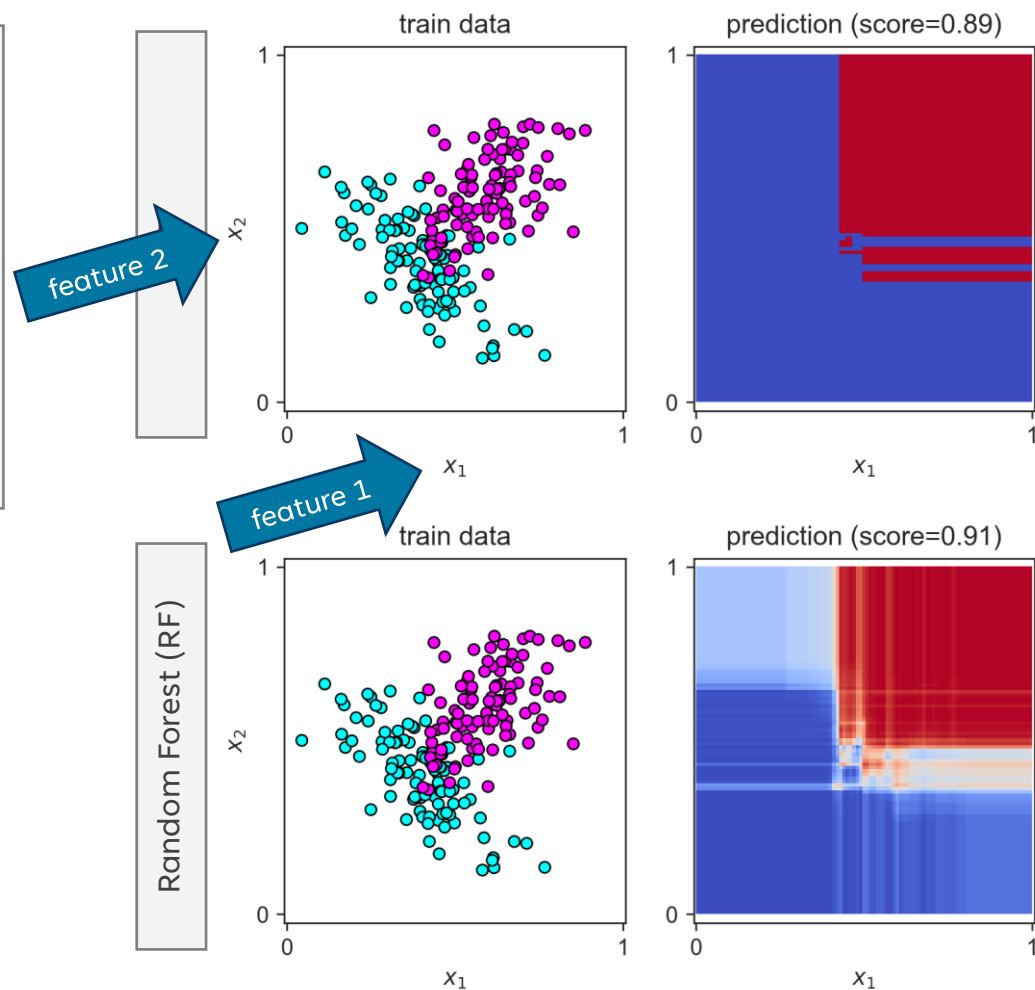 train data
prediction (score=0.89)
1
x₂
0
0
1
x₁
1
0
0
1
x₁
feature 2
feature 1
Random Forest (RF)
train data
prediction (score=0.91)
1
x₂
0
0
1
x₁
1
0
0
1
x₁